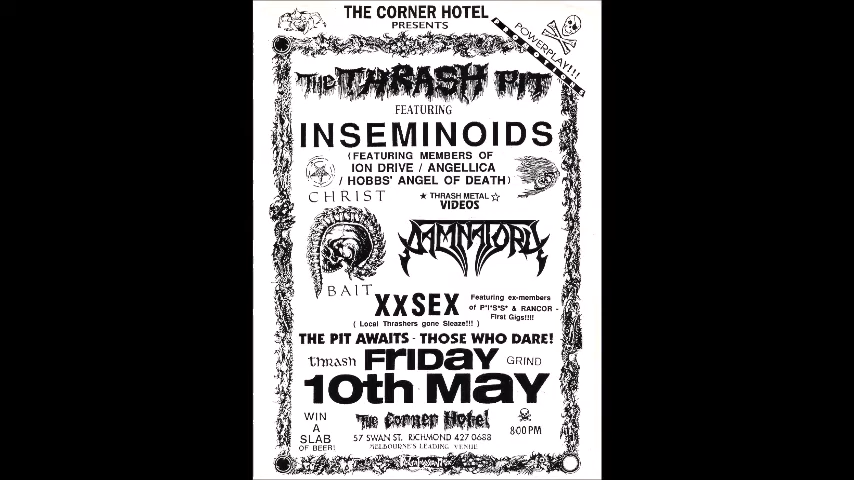 THE CORNER HOTEL
PRESENTS
POWERPLAY!!!
PROMOTIONS
THE THRASH PIT
FEATURING
INSEMINOIDS
(FEATURING MEMBERS OF
ION DRIVE / ANGELLICA
/ HOBBS' ANGEL OF DEATH)
CHRIST
★ THRASH METAL ☆
VIDEOS
DAMNATORY
BAIT
XXSEX
( Local Thrashers gone Sleaze!!! )
Featuring ex-members
of P*I*S*S* & RANCOR -
First Gigs!!!!
THE PIT AWAITS - THOSE WHO DARE!
thrash FRIDAY GRIND
10th MAY
WIN
A
SLAB
OF BEER!
The Corner Hotel
57 SWAN ST. RICHMOND 427 0688
MELBOURNE'S LEADING VENUE
8:00 PM